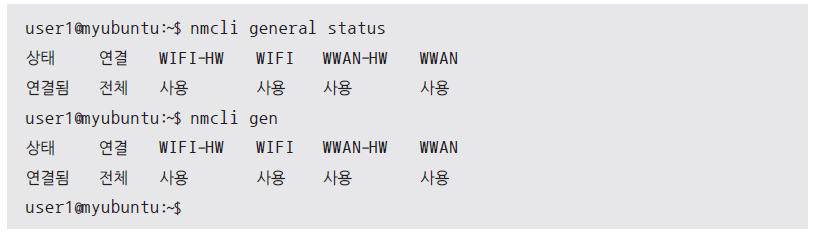 user1@myubuntu:~$ nmcli general status
상태 연결 WIFI-HW WIFI WWAN-HW WWAN
연결됨 전체 사용 사용 사용 사용
user1@myubuntu:~$ nmcli gen
상태 연결 WIFI-HW WIFI WWAN-HW WWAN
연결됨 전체 사용 사용 사용 사용
user1@myubuntu:~$